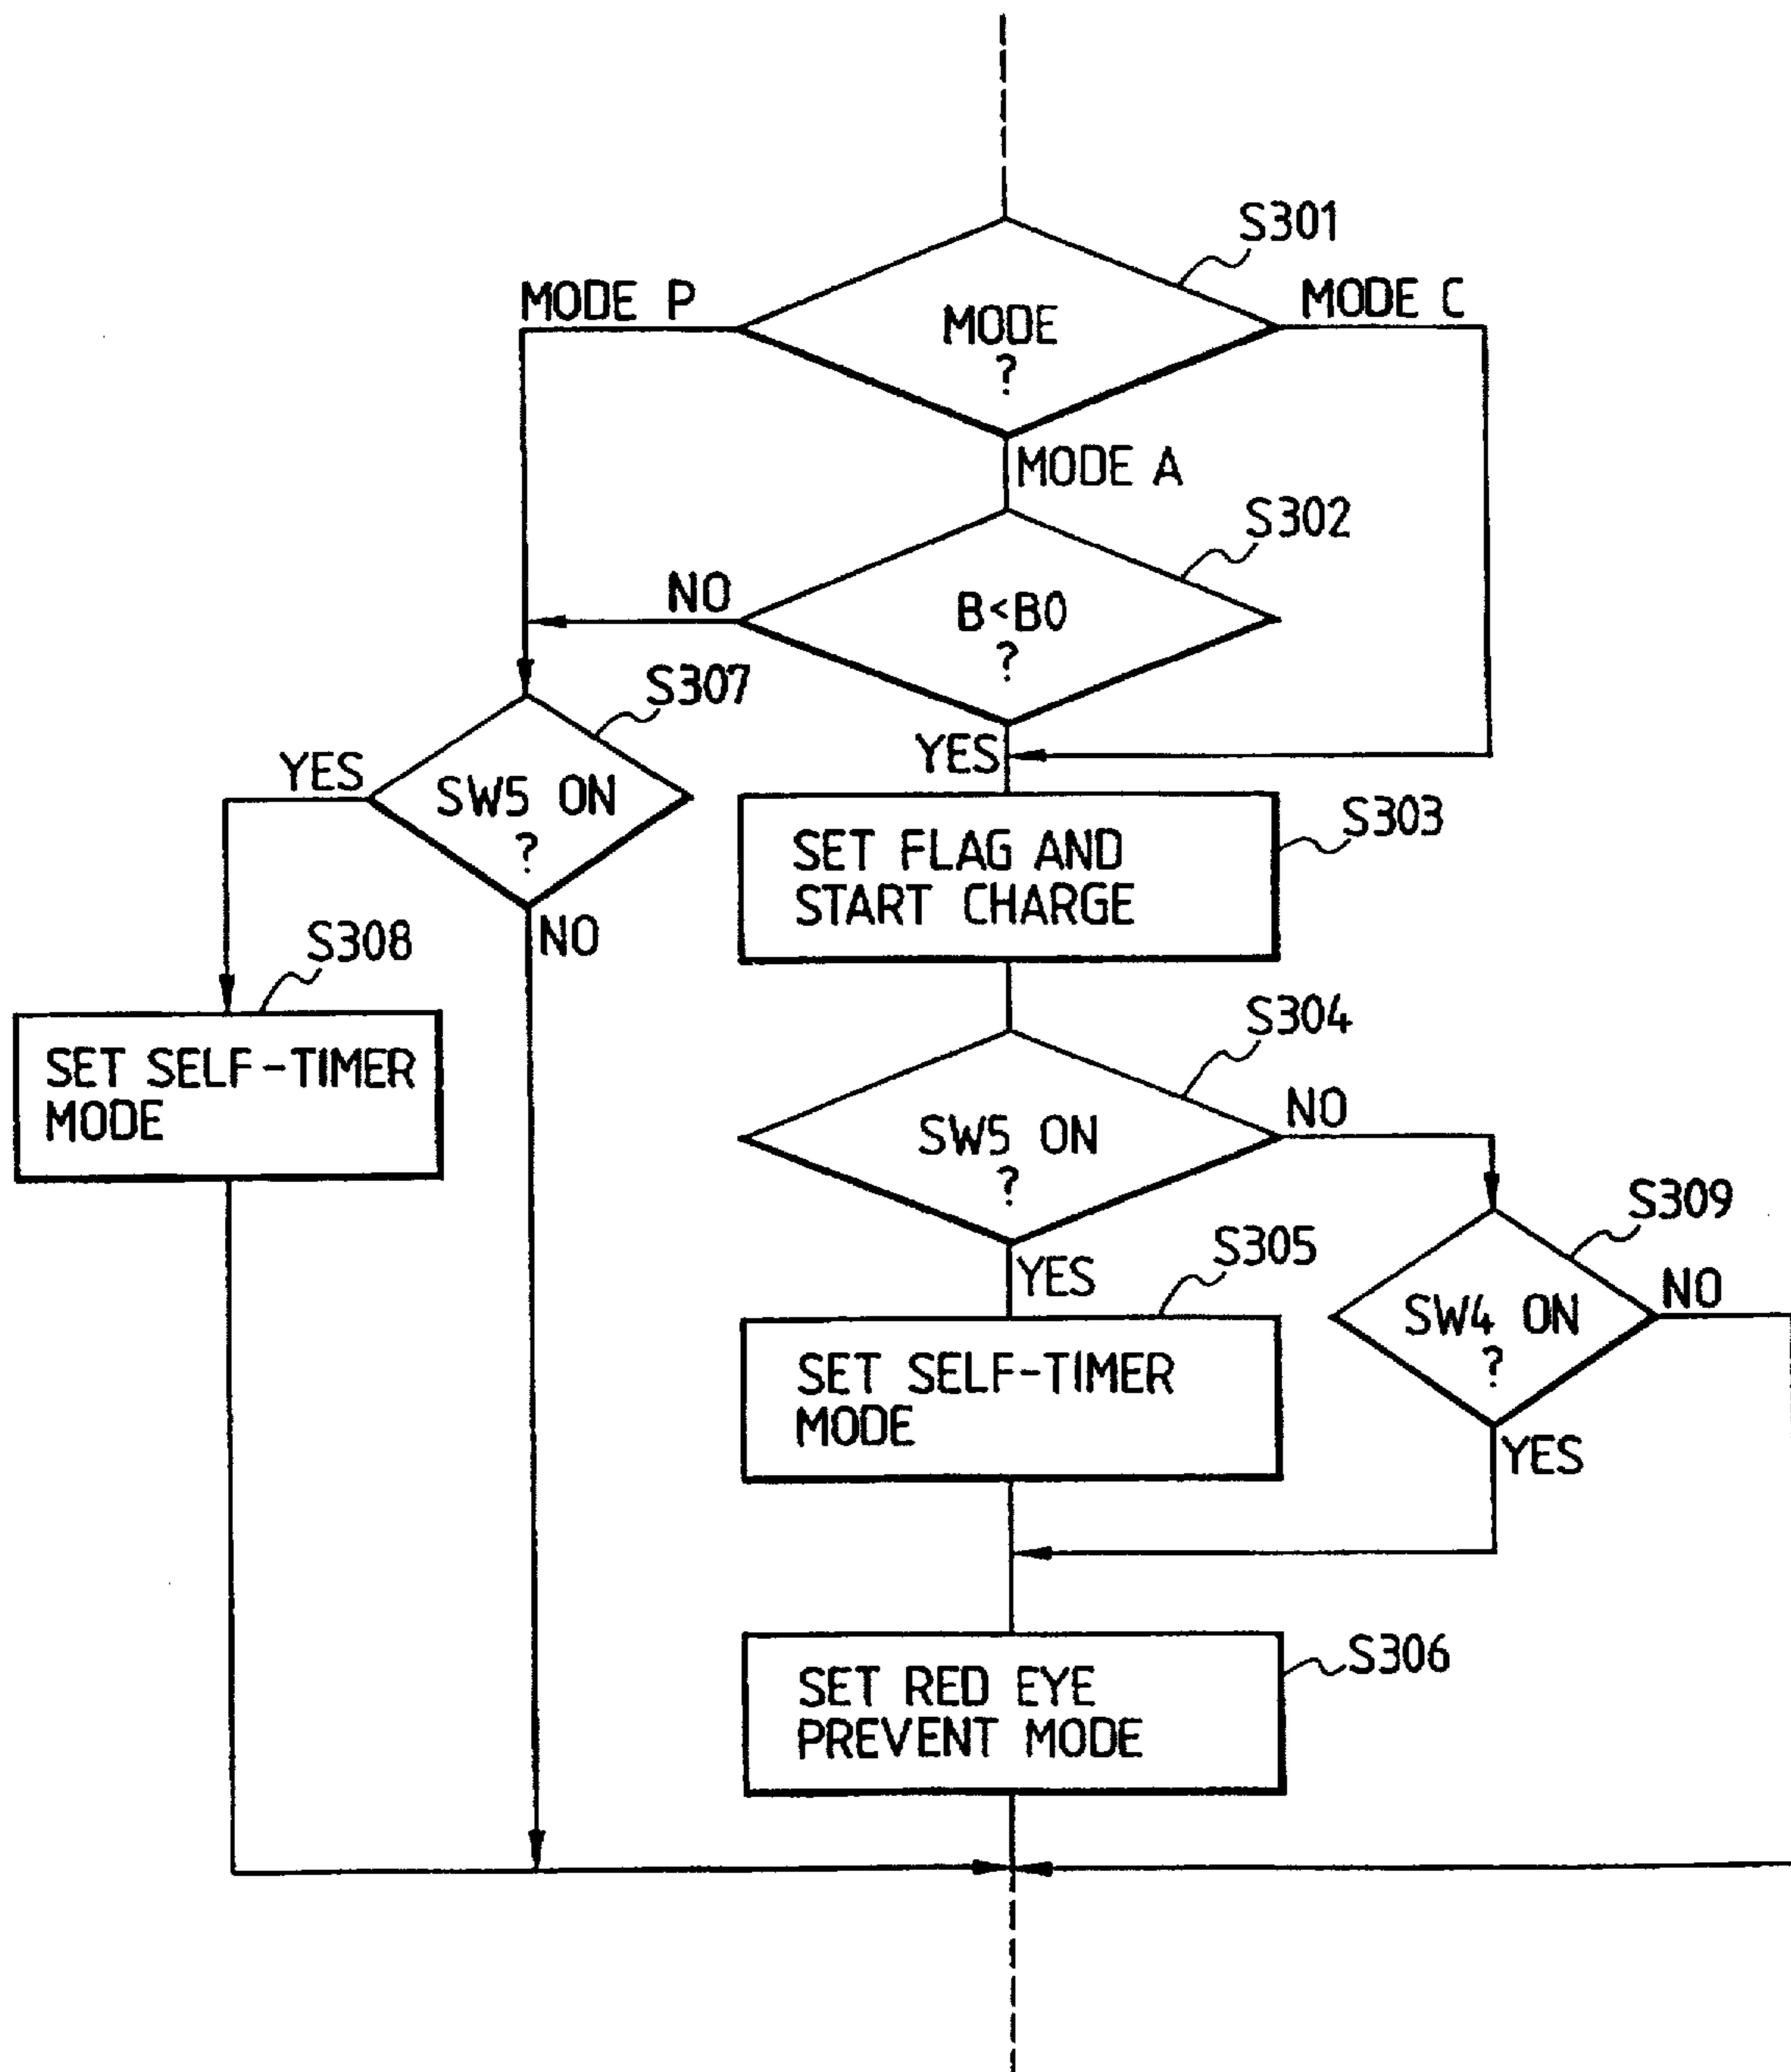 S301
MODE P
MODE C
MODE
?
MODE A
S302
NO
B<B0
?
S307
YES
YES
SW5 ON
?
S303
SET FLAG AND
START CHARGE
NO
S308
S304
SET SELF-TIMER
MODE
NO
SW5 ON
?
S309
S305
YES
NO
SW4 ON
?
SET SELF-TIMER
MODE
YES
S306
SET RED EYE
PREVENT MODE